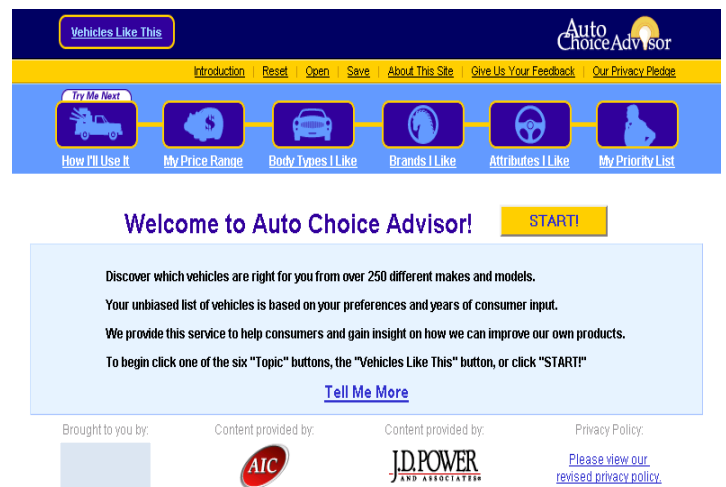 Vehicles Like This
Auto
Choice Advisor
Introduction | Reset | Open | Save | About This Site | Give Us Your Feedback | Our Privacy Pledge
Try Me Next
How I'll Use It My Price Range Body Types I Like Brands I Like Attributes I Like My Priority List
Welcome to Auto Choice Advisor! START!
Discover which vehicles are right for you from over 250 different makes and models.
Your unbiased list of vehicles is based on your preferences and years of consumer input.
We provide this service to help consumers and gain insight on how we can improve our own products.
To begin click one of the six "Topic" buttons, the "Vehicles Like This" button, or click "START!"
Tell Me More
Brought to you by: Content provided by: Content provided by: Privacy Policy:
AIC
J.D.POWER
AND ASSOCIATES®
Please view our
revised privacy policy.